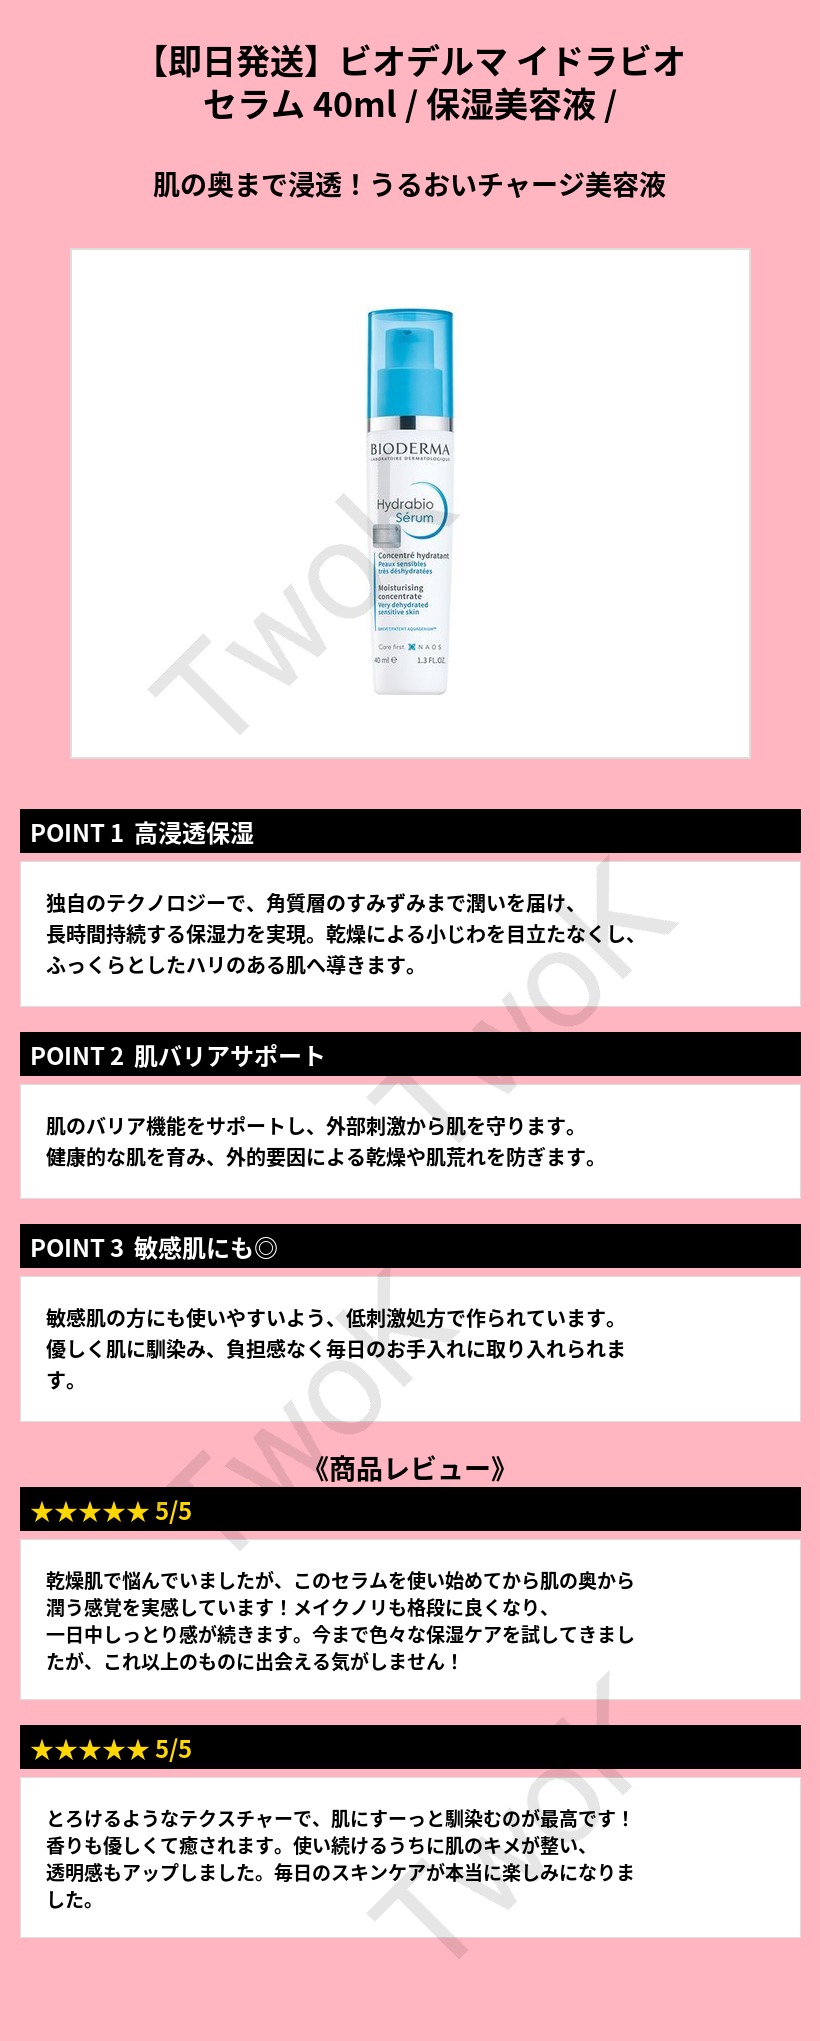 【即日発送】ビオデルマ イドラビオ
セラム 40ml / 保湿美容液 /
肌の奥まで浸透！うるおいチャージ美容液
BIODERMA
LABORATOIRE DERMATOLOGIQUE
Hydrabio
Sérum
Concentré hydratant
Peaux sensibles
très déshydratées
Moisturising
concentrate
Very dehydrated
sensitive skin
BREVET/PATENT AQUAGENIUM™
Care first. NAOS
40 ml ℮ 1.3 FL.OZ.
TwoK
POINT 1 高浸透保湿
独自のテクノロジーで、角質層のすみずみまで潤いを届け、
長時間持続する保湿力を実現。乾燥による小じわを目立たなくし、
ふっくらとしたハリのある肌へ導きます。
TwoK
POINT 2 肌バリアサポート
肌のバリア機能をサポートし、外部刺激から肌を守ります。
健康的な肌を育み、外的要因による乾燥や肌荒れを防ぎます。
POINT 3 敏感肌にも◎
敏感肌の方にも使いやすいよう、低刺激処方で作られています。
優しく肌に馴染み、負担感なく毎日のお手入れに取り入れられま
す。
TwoK
《商品レビュー》
★★★★★ 5/5
乾燥肌で悩んでいましたが、このセラムを使い始めてから肌の奥から
潤う感覚を実感しています！メイクノリも格段に良くなり、
一日中しっとり感が続きます。今まで色々な保湿ケアを試してきまし
たが、これ以上のものに出会える気がしません！
★★★★★ 5/5
とろけるようなテクスチャーで、肌にすーっと馴染むのが最高です！
香りも優しくて癒されます。使い続けるうちに肌のキメが整い、
透明感もアップしました。毎日のスキンケアが本当に楽しみになりま
した。
TwoK